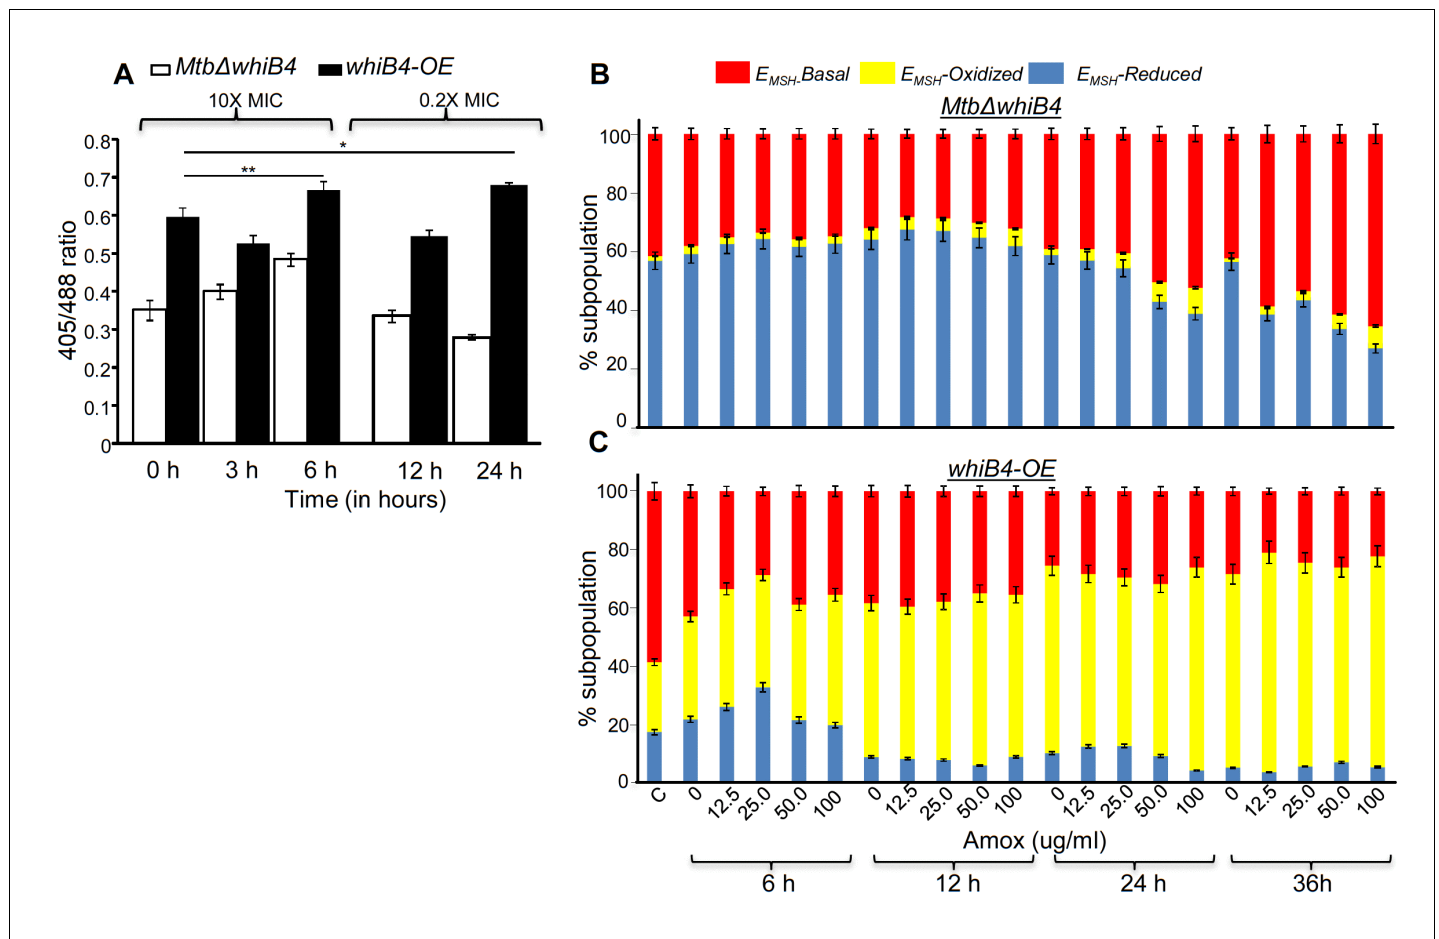 A
MtbΔwhiB4 whiB4-OE
10X MIC 0.2X MIC
0.8
0.7
0.6
0.5
0.4
0.3
0.2
0.1
0
*
**
405/488 ratio
0 h 3 h 6 h 12 h 24 h
Time (in hours)
B
EMSH-Basal EMSH-Oxidized EMSH-Reduced
MtbΔwhiB4
100
80
60
40
20
0
% subpopulation
C
whiB4-OE
100
80
60
40
20
0
% subpopulation
C 0 12.5 25.0 50.0 100 0 12.5 25.0 50.0 100 0 12.5 25.0 50.0 100 0 12.5 25.0 50.0 100
Amox (ug/ml)
6 h 12 h 24 h 36h